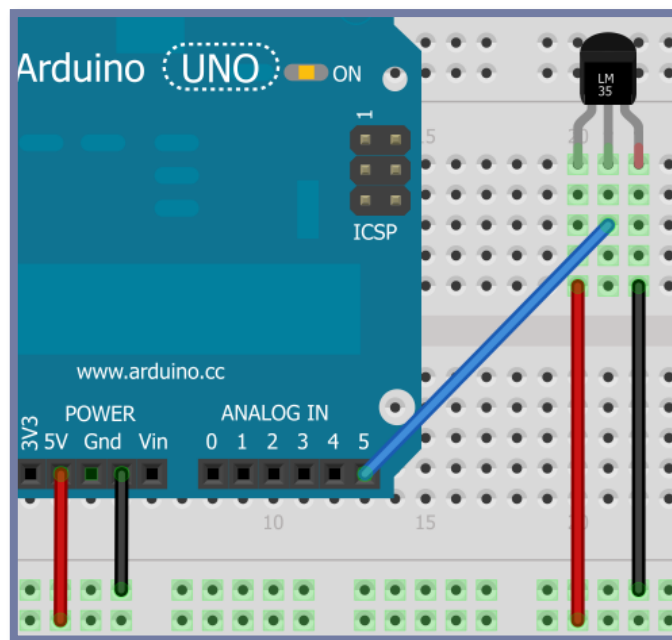 Arduino UNO ON
LM
35
15
20
1
ICSP
www.arduino.cc
POWER
ANALOG IN
3V3 5V Gnd Vin 0 1 2 3 4 5
10 15 20